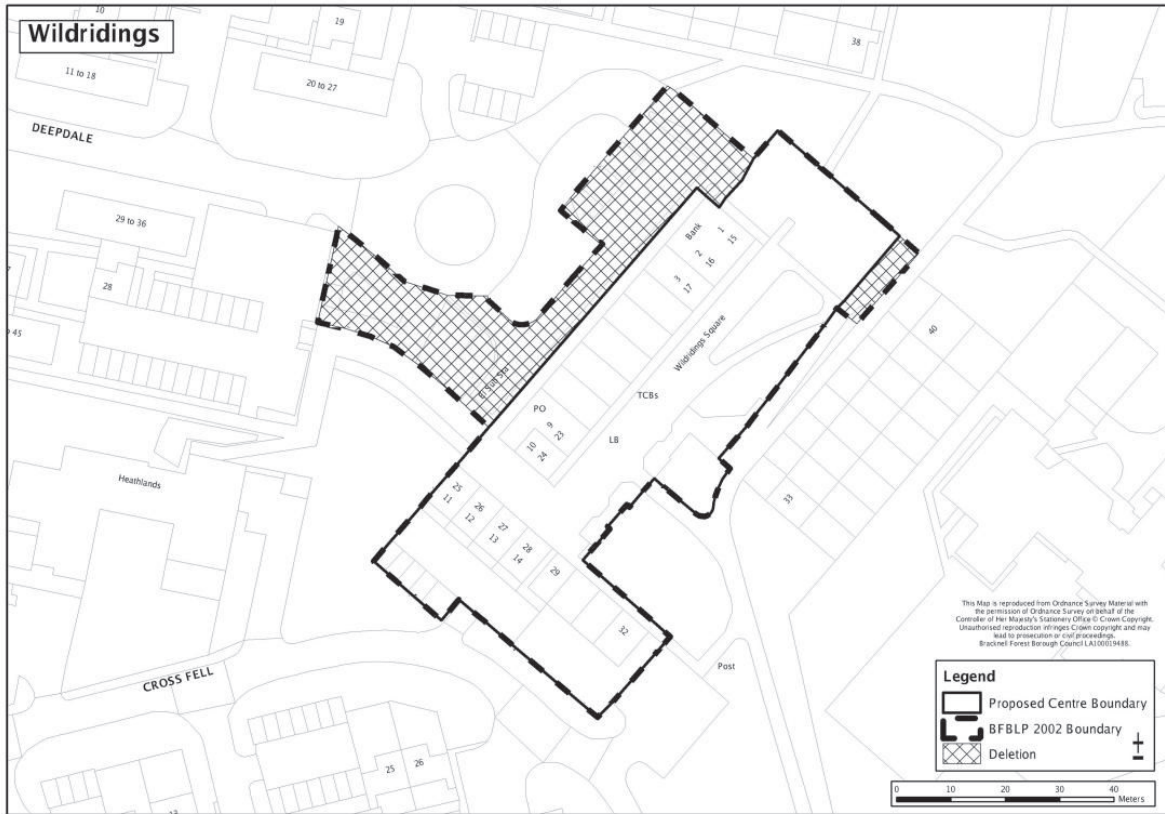 Wildridings
10
19
38
11 to 18
20 to 27
DEEPDALE
29 to 36
28
45
Bank
1
15
2
16
3
17
40
Wildridings Square
El Sub Sta
TCBs
PO
9
23
10
24
LB
Heathlands
25
11
26
12
27
13
28
14
29
32
33
Post
CROSS FELL
25
26
This Map is reproduced from Ordnance Survey Material with
the permission of Ordnance Survey on behalf of the
Controller of Her Majesty's Stationery Office © Crown Copyright.
Unauthorised reproduction infringes Crown copyright and may
lead to prosecution or civil proceedings.
Bracknell Forest Borough Council LA100019488.
Legend
Proposed Centre Boundary
BFBLP 2002 Boundary
Deletion
0 10 20 30 40
Meters